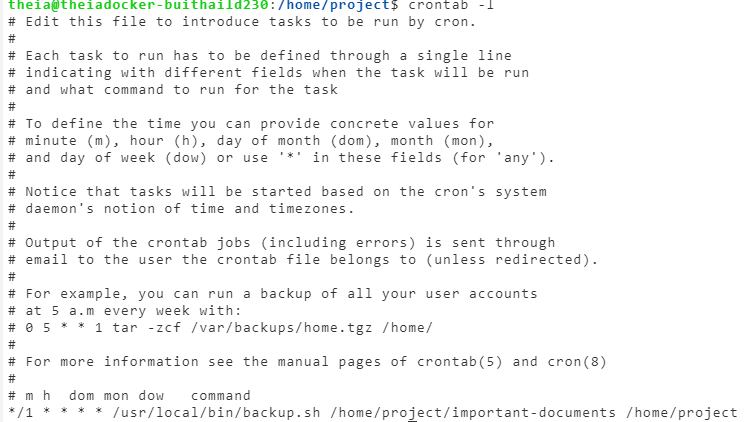 theia@theiadocker-buithaild230:/home/project$ crontab -l
# Edit this file to introduce tasks to be run by cron.
#
# Each task to run has to be defined through a single line
# indicating with different fields when the task will be run
# and what command to run for the task
#
# To define the time you can provide concrete values for
# minute (m), hour (h), day of month (dom), month (mon),
# and day of week (dow) or use '*' in these fields (for 'any').
#
# Notice that tasks will be started based on the cron's system
# daemon's notion of time and timezones.
#
# Output of the crontab jobs (including errors) is sent through
# email to the user the crontab file belongs to (unless redirected).
#
# For example, you can run a backup of all your user accounts
# at 5 a.m every week with:
# 0 5 * * 1 tar -zcf /var/backups/home.tgz /home/
#
# For more information see the manual pages of crontab(5) and cron(8)
#
# m h  dom mon dow   command
*/1 * * * * /usr/local/bin/backup.sh /home/project/important-documents /home/project